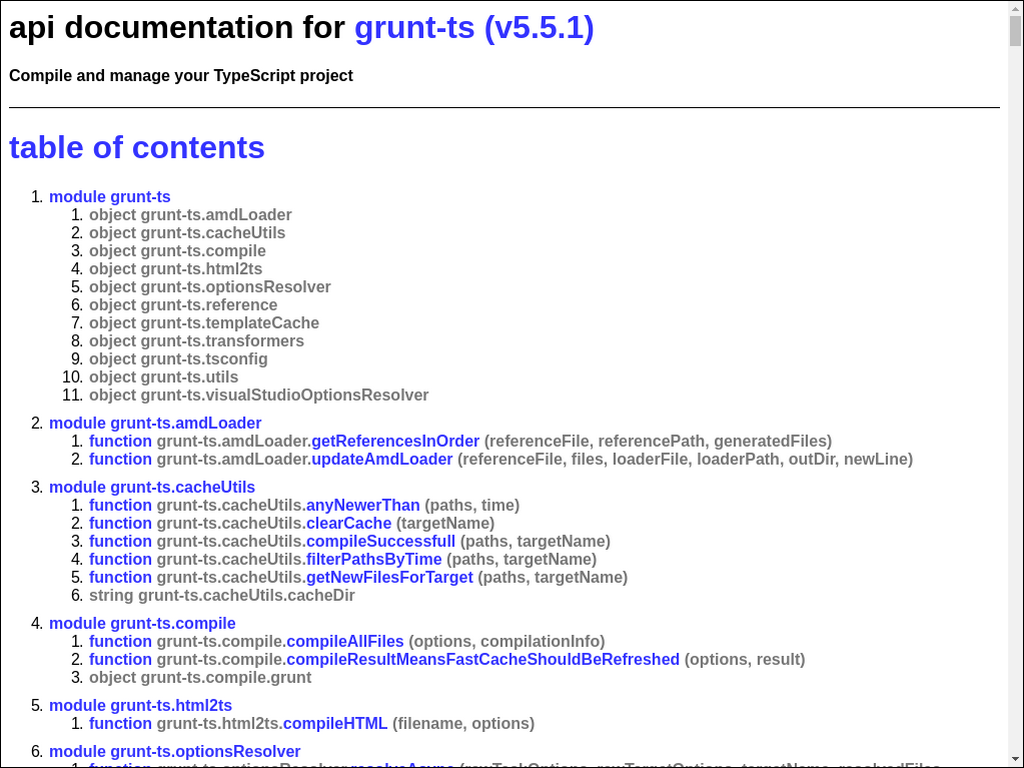 api documentation for grunt-ts (v5.5.1)
Compile and manage your TypeScript project
table of contents
1. module grunt-ts
1. object grunt-ts.amdLoader
2. object grunt-ts.cacheUtils
3. object grunt-ts.compile
4. object grunt-ts.html2ts
5. object grunt-ts.optionsResolver
6. object grunt-ts.reference
7. object grunt-ts.templateCache
8. object grunt-ts.transformers
9. object grunt-ts.tsconfig
10. object grunt-ts.utils
11. object grunt-ts.visualStudioOptionsResolver
2. module grunt-ts.amdLoader
1. function grunt-ts.amdLoader.getReferencesInOrder (referenceFile, referencePath, generatedFiles)
2. function grunt-ts.amdLoader.updateAmdLoader (referenceFile, files, loaderFile, loaderPath, outDir, newLine)
3. module grunt-ts.cacheUtils
1. function grunt-ts.cacheUtils.anyNewerThan (paths, time)
2. function grunt-ts.cacheUtils.clearCache (targetName)
3. function grunt-ts.cacheUtils.compileSuccessfull (paths, targetName)
4. function grunt-ts.cacheUtils.filterPathsByTime (paths, targetName)
5. function grunt-ts.cacheUtils.getNewFilesForTarget (paths, targetName)
6. string grunt-ts.cacheUtils.cacheDir
4. module grunt-ts.compile
1. function grunt-ts.compile.compileAllFiles (options, compilationInfo)
2. function grunt-ts.compile.compileResultMeansFastCacheShouldBeRefreshed (options, result)
3. object grunt-ts.compile.grunt
5. module grunt-ts.html2ts
1. function grunt-ts.html2ts.compileHTML (filename, options)
6. module grunt-ts.optionsResolver
1. function grunt-ts.optionsResolver.resolveAsync (rawTaskOptions, rawTargetOptions, targetName, resolvedFiles,